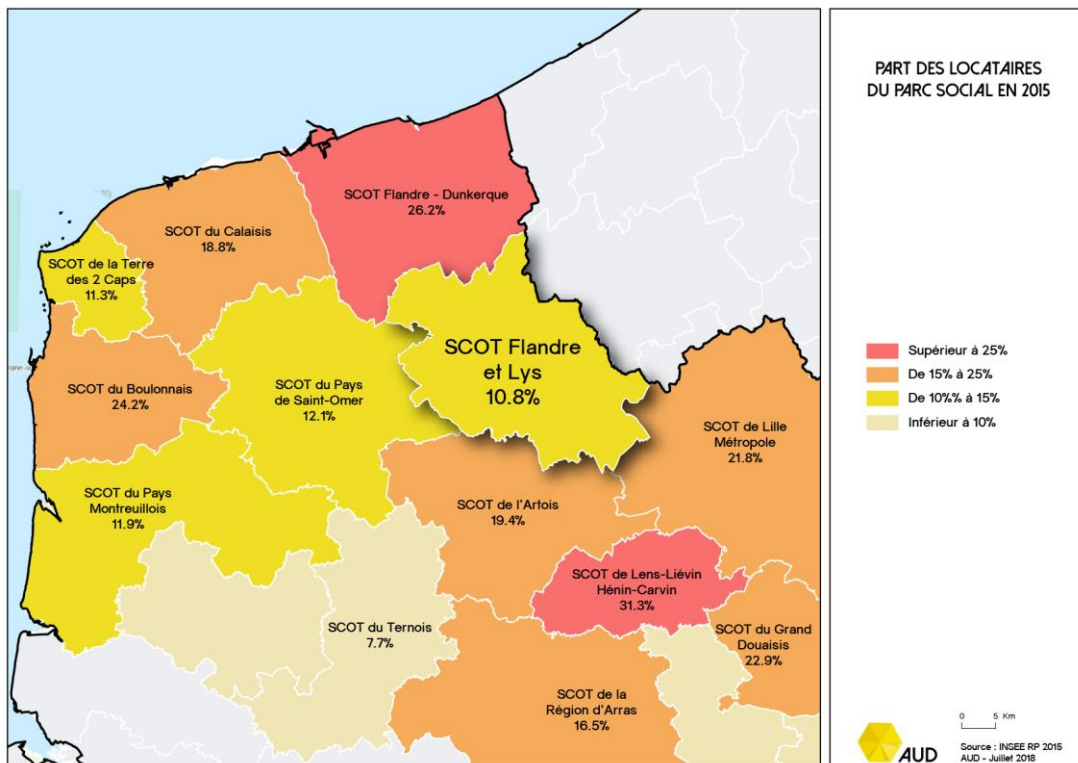 PART DES LOCATAIRES
DU PARC SOCIAL EN 2015
SCOT Flandre - Dunkerque
26.2%
SCOT du Calaisis
18.8%
SCOT de la Terre
des 2 Caps
11.3%
SCOT Flandre
et Lys
10.8%
SCOT du Boulonnais
24.2%
SCOT du Pays
de Saint-Omer
12.1%
SCOT de Lille
Métropole
21.8%
SCOT du Pays
Montreuillois
11.9%
SCOT de l'Artois
19.4%
SCOT de Lens-Liévin
Hénin-Carvin
31.3%
SCOT du Ternois
7.7%
SCOT du Grand
Douaisis
22.9%
SCOT de la
Région d'Arras
16.5%
Supérieur à 25%
De 15% à 25%
De 10%% à 15%
Inférieur à 10%
0 5 Km
AUD
Source : INSEE RP 2015
AUD - Juillet 2018